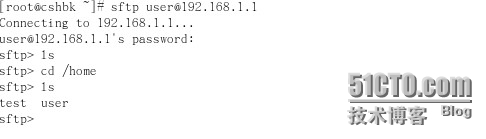 [root@cshbk ~]# sftp user@192.168.1.1
Connecting to 192.168.1.1...
user@192.168.1.1's password:
sftp> ls
sftp> cd /home
sftp> ls
test  user
sftp>
51CTO.com
技术博客 Blog